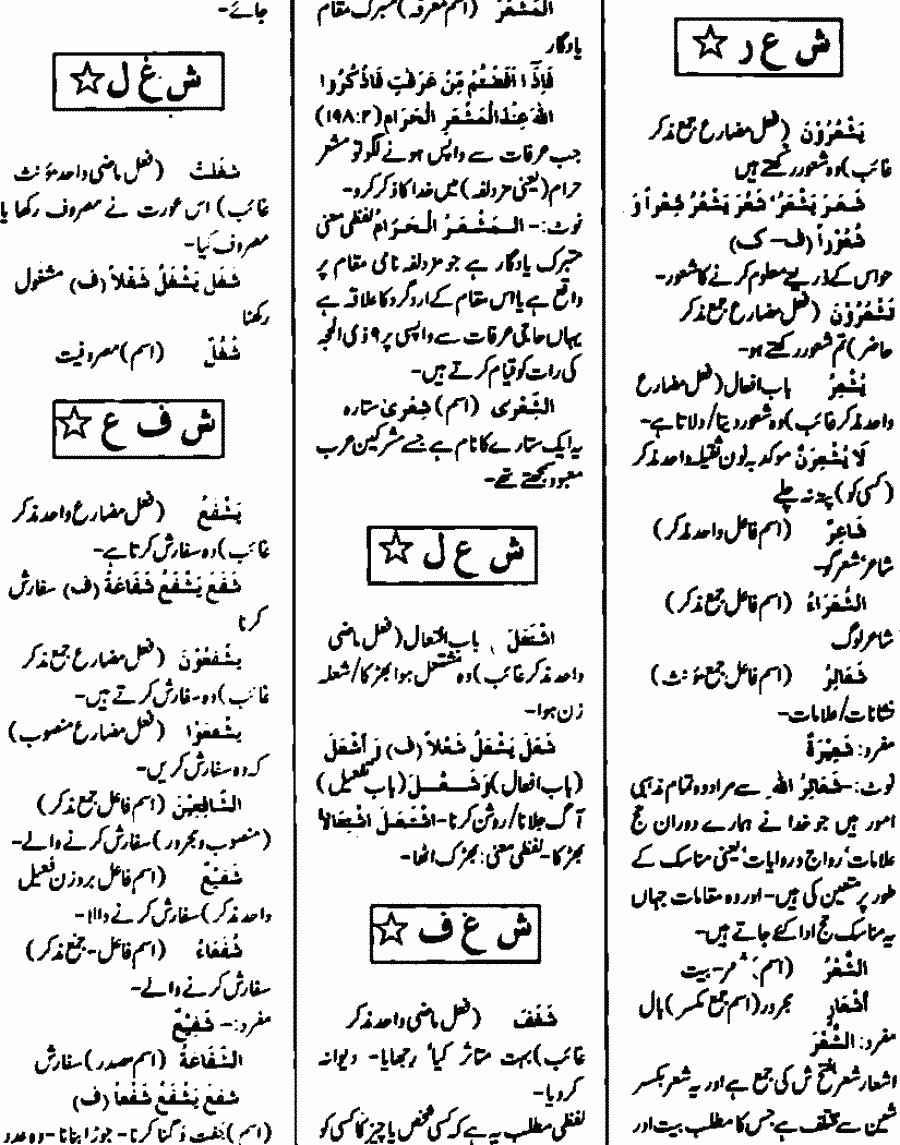 ش ع ر ☆
يَشْعُرُوْنَ (فعل مضارع جمع مذکر
غائب) وہ شعور رکھتے ہیں
شَعَرَ يَشْعُرُ، شَعُرَ يَشْعُرُ شِعْراً وَ
شُعُوْراً (ف - ک)
حواس کے ذریعے معلوم کرنے کا شعور-
تَشْعُرُوْنَ (فعل مضارع جمع مذکر
حاضر) تم شعور رکھتے ہو-
يُشْعِرُ باب افعال (فعل مضارع
واحد مذکر غائب) وہ شعور دیتا/دلاتا ہے-
لَا يُشْعِرَنْ موکد بہ نون ثقیلہ واحد مذکر
(کسی کو) پتہ نہ چلے
شَاعِرٌ (اسم فاعل واحد مذکر)
شاعر، شعر گو-
الشُّعَرَاءُ (اسم فاعل جمع مذکر)
شاعر لوگ
شَعَائِرُ (اسم فاعل جمع مؤنث)
نشانات/علامات-
مفرد: شَعِيْرَةٌ
نوٹ:- شَعَائِرُ اللّٰهِ سے مراد وہ تمام مذہبی
امور ہیں جو خدا نے ہمارے دوران حج
علامات، رواج و روایات، یعنی مناسک کے
طور پر متعین کی ہیں- اور وہ مقامات جہاں
یہ مناسک حج ادا کئے جاتے ہیں-
الشِّعْرُ (اسم) شعر- بیت
أَشْعَارِ مجرور (اسم جمع مکسر) بال
مفرد: الشَّعْرَ
اشعار شعر بفتح ش کی جمع ہے اور یہ شعر بکسر
شین سے مختلف ہے، جس کا مطلب بیت اور
الْمَشْعَرَ (اسم معرفہ) متبرک مقام
یادگار
فَاِذَآ اَفَضْتُمْ مِّنْ عَرَفٰتٍ فَاذْكُرُوا
اللّٰهَ عِنْدَ الْمَشْعَرِ الْحَرَامِ (۲:۱۹۸)
جب عرفات سے واپس ہونے لگو تو مشعر
حرام (یعنی مزدلفہ) میں خدا کا ذکر کرو-
نوٹ:- الْمَشْعَرُ الْحَرَامُ لفظی معنی
متبرک یادگار ہے جو مزدلفہ نامی مقام پر
واقع ہے یا اس مقام کے ارد گرد کا علاقہ ہے
یہاں حاجی عرفات سے واپسی پر ۹ ذی الحجہ
کی رات کو قیام کرتے ہیں-
الشِّعْرٰى (اسم) شِعْرٰى ستارہ
یہ ایک ستارے کا نام ہے جسے مشرکین عرب
معبود سمجھتے تھے-
ش ع ل ☆
اشْتَعَلَ باب افتعال (فعل ماضی
واحد مذکر غائب) وہ مشتعل ہوا بھڑکا/شعلہ
زن ہوا-
شَعَلَ يَشْعَلُ شَعْلاً (ف) وَ أَشْعَلَ
(باب افعال) وَ شَعَّلَ (باب تفعیل)
آگ جلانا/روشن کرنا- اشْتَعَلَ اشْتِعَالاً
بھڑکنا- لفظی معنی: بھڑک اٹھا-
ش غ ف ☆
شَغَفَ (فعل ماضی واحد مذکر
غائب) بہت متاثر کیا، رجھایا- دیوانہ
کر دیا-
لفظی مطلب یہ ہے کہ کسی شخص یا چیز کا کسی کو
جائے-
ش غ ل ☆
شَغَلَتْ (فعل ماضی واحد مؤنث
غائب) اس عورت نے مصروف رکھا یا
مصروف کیا-
شَغَلَ يَشْغَلُ شَغْلاً (ف) مشغول
رکھنا
شُغُلٌ (اسم) مصروفیت
ش ف ع ☆
يَشْفَعُ (فعل مضارع واحد مذکر
غائب) وہ سفارش کرتا ہے-
شَفَعَ يَشْفَعُ شَفَاعَةً (ف) سفارش
کرنا
يَشْفَعُوْنَ (فعل مضارع جمع مذکر
غائب) وہ سفارش کرتے ہیں-
يَشْفَعُوْا (فعل مضارع منصوب)
کہ وہ سفارش کریں-
الشَّافِعِيْنَ (اسم فاعل جمع مذکر)
(منصوب و مجرور) سفارش کرنے والے-
شَفِيْعٌ (اسم فاعل بروزن فعیل
واحد مذکر) سفارش کرنے والا-
شُفَعَاءُ (اسم فاعل- جمع مذکر)
سفارش کرنے والے-
مفرد:- شَفِيْعٌ
الشَّفَاعَةُ (اسم مصدر) سفارش
شَفَعَ يَشْفَعُ شَفْعاً (ف)
(اسم) جفت و گنا کرنا- جوڑا بنانا- وہ عدد